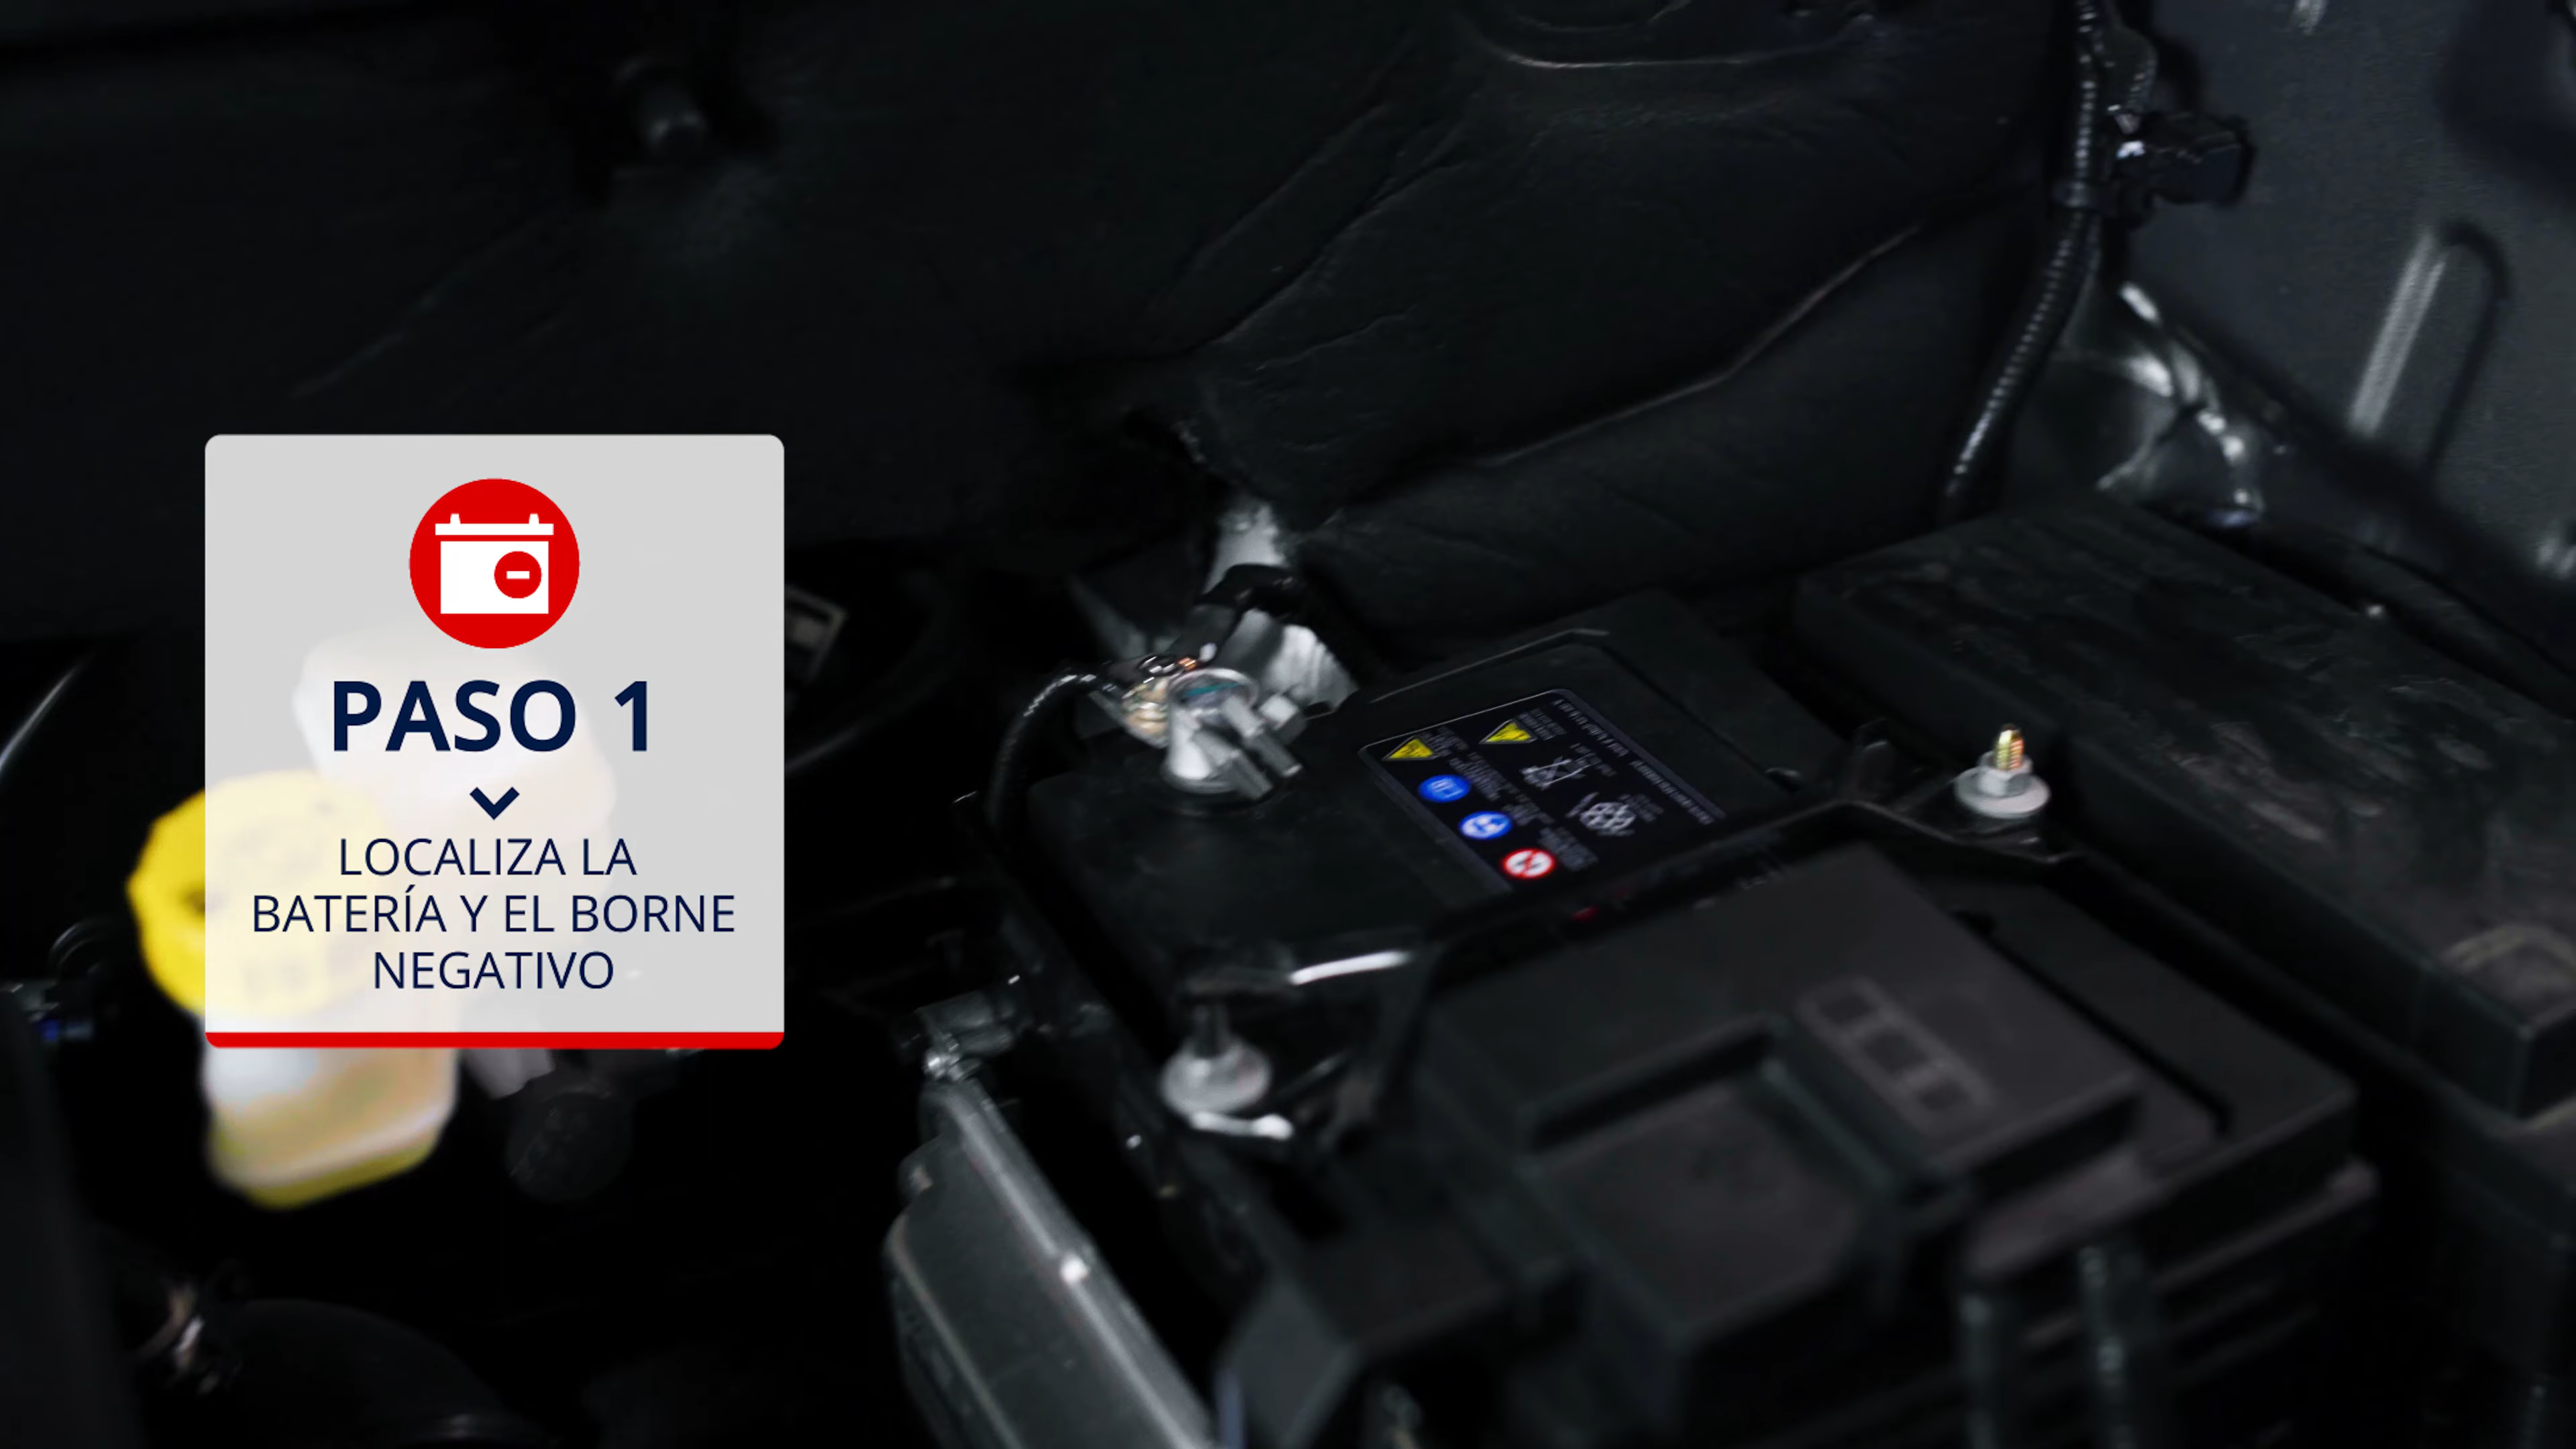 PASO 1
LOCALIZA LA
BATERÍA Y EL BORNE
NEGATIVO